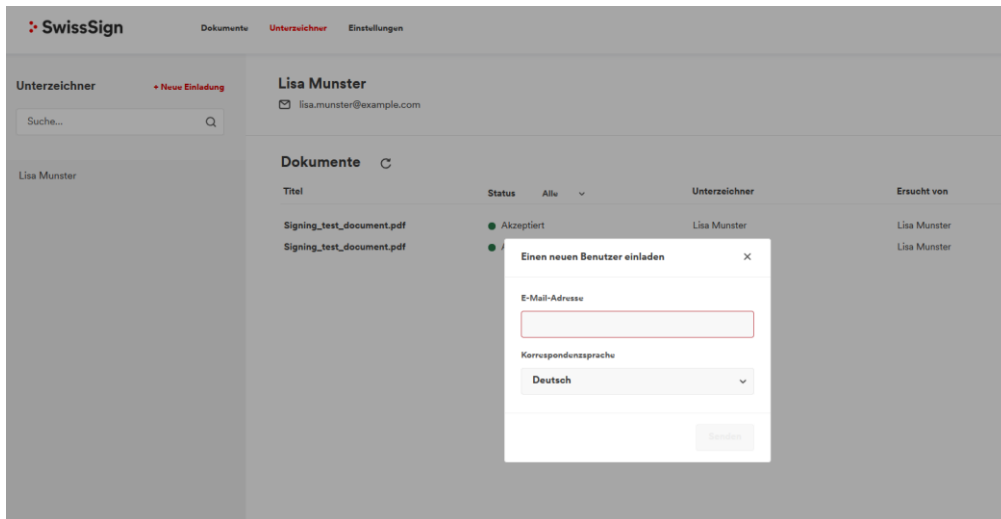 SwissSign
Dokumente Unterzeichner Einstellungen
Unterzeichner + Neue Einladung
Suche...
Lisa Munster
Lisa Munster
lisa.munster@example.com
Dokumente
Titel Status Alle Unterzeichner Ersucht von
Signing_test_document.pdf Akzeptiert Lisa Munster Lisa Munster
Signing_test_document.pdf Lisa Munster
Einen neuen Benutzer einladen
E-Mail-Adresse
Korrespondenzsprache
Deutsch
Senden